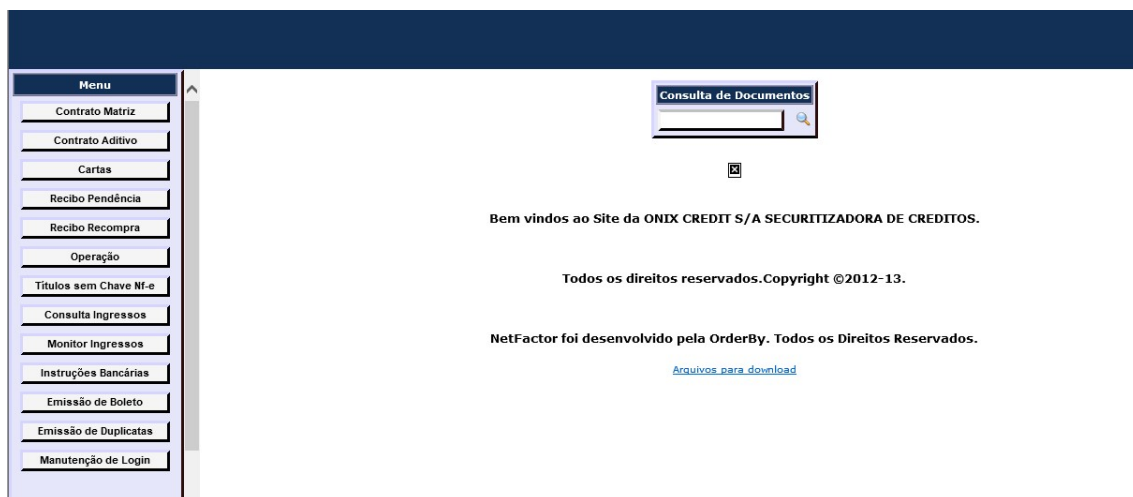 Menu
Contrato Matriz
Contrato Aditivo
Cartas
Recibo Pendência
Recibo Recompra
Operação
Títulos sem Chave Nf-e
Consulta Ingressos
Monitor Ingressos
Instruções Bancárias
Emissão de Boleto
Emissão de Duplicatas
Manutenção de Login
Consulta de Documentos
Bem vindos ao Site da ONIX CREDIT S/A SECURITIZADORA DE CREDITOS.
Todos os direitos reservados.Copyright ©2012-13.
NetFactor foi desenvolvido pela OrderBy. Todos os Direitos Reservados.
Arquivos para download